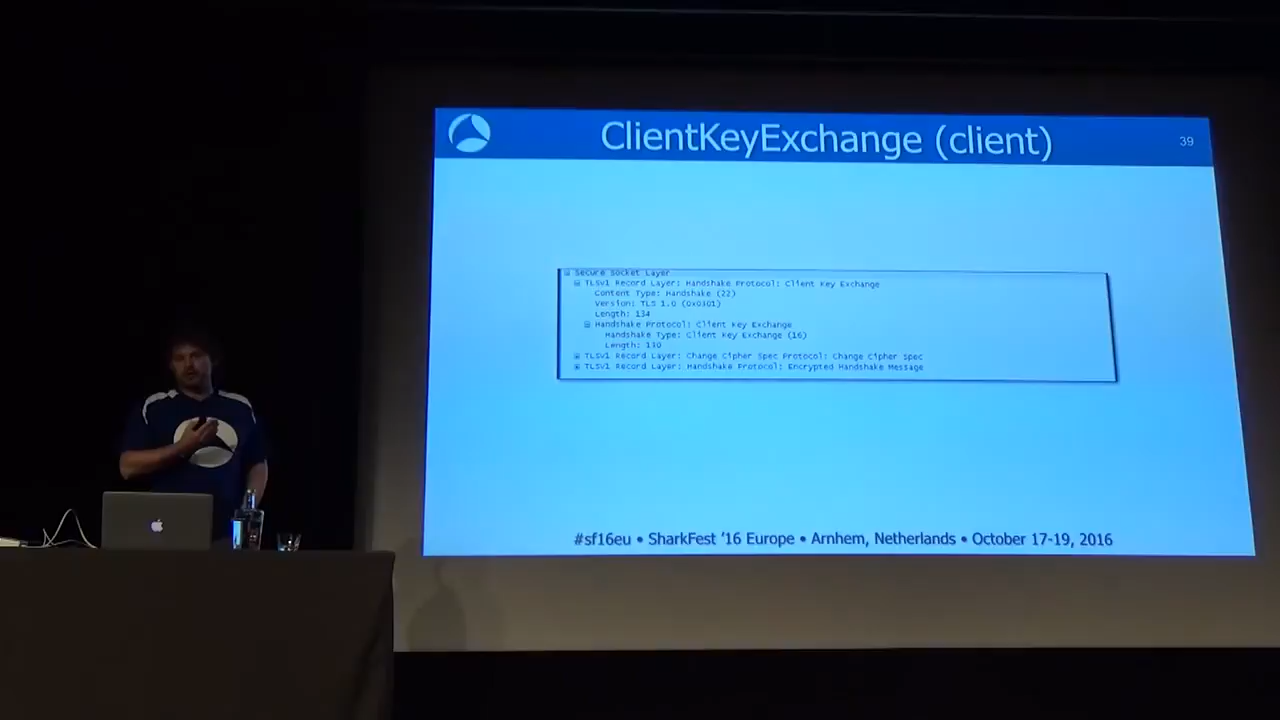 ClientKeyExchange (client)
39
Secure Socket Layer
TLSv1 Record Layer: Handshake Protocol: Client Key Exchange
Content Type: Handshake (22)
Version: TLS 1.0 (0x0301)
Length: 134
Handshake Protocol: Client Key Exchange
Handshake Type: Client Key Exchange (16)
Length: 130
TLSv1 Record Layer: Change Cipher Spec Protocol: Change Cipher Spec
TLSv1 Record Layer: Handshake Protocol: Encrypted Handshake Message
#sf16eu • SharkFest '16 Europe • Arnhem, Netherlands • October 17-19, 2016